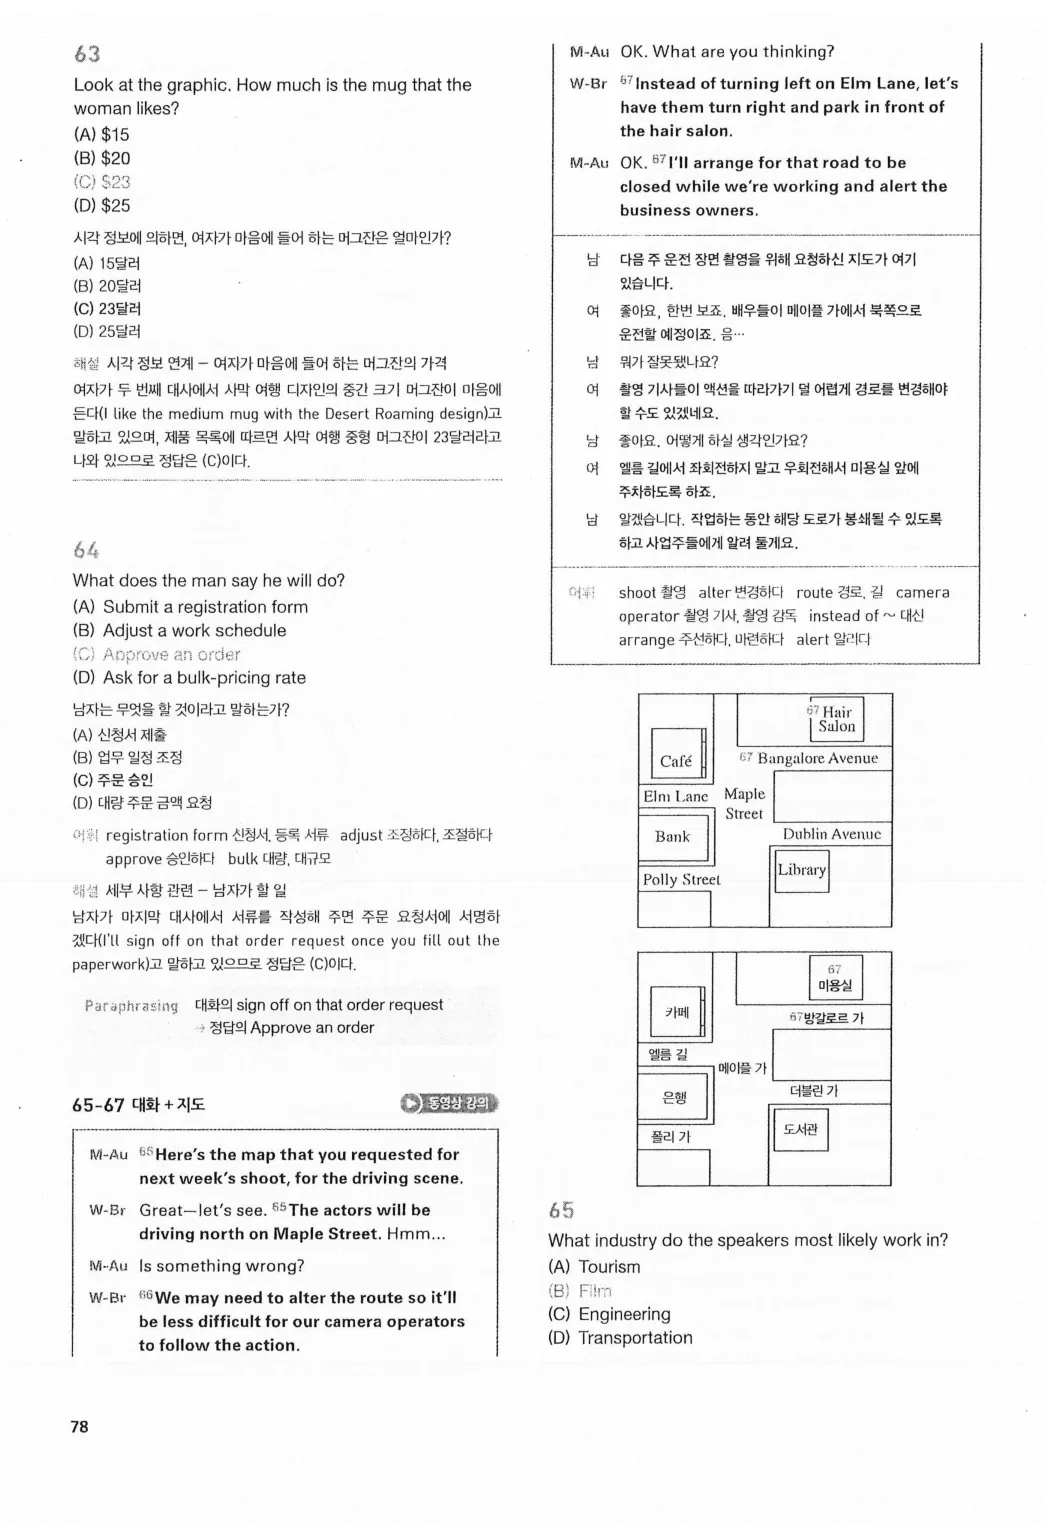 63
Look at the graphic. How much is the mug that the
woman likes?
(A) $15
(B) $20
(C) $23
(D) $25
시각 정보에 의하면, 여자가 마음에 들어 하는 머그잔은 얼마인가?
(A) 15달러
(B) 20달러
(C) 23달러
(D) 25달러
해설 시각 정보 연계 – 여자가 마음에 들어 하는 머그잔의 가격
여자가 두 번째 대사에서 사막 여행 디자인의 중간 크기 머그잔이 마음에
든다(I like the medium mug with the Desert Roaming design)고
말하고 있으며, 제품 목록에 따르면 사막 여행 중형 머그잔이 23달러라고
나와 있으므로 정답은 (C)이다.
64
What does the man say he will do?
(A) Submit a registration form
(B) Adjust a work schedule
(C) Approve an order
(D) Ask for a bulk-pricing rate
남자는 무엇을 할 것이라고 말하는가?
(A) 신청서 제출
(B) 업무 일정 조정
(C) 주문 승인
(D) 대량 주문 금액 요청
어휘 registration form 신청서, 등록 서류 adjust 조정하다, 조절하다
approve 승인하다 bulk 대량, 대규모
해설 세부 사항 관련 – 남자가 할 일
남자가 마지막 대사에서 서류를 작성해 주면 주문 요청서에 서명하
겠다(I'll sign off on that order request once you fill out the
paperwork)고 말하고 있으므로 정답은 (C)이다.
Paraphrasing 대화의 sign off on that order request
→ 정답의 Approve an order
65-67 대화 + 지도
동영상 강의
M-Au 65Here's the map that you requested for
next week's shoot, for the driving scene.
W-Br Great—let's see. 65The actors will be
driving north on Maple Street. Hmm...
M-Au Is something wrong?
W-Br 66We may need to alter the route so it'll
be less difficult for our camera operators
to follow the action.
78
M-Au OK. What are you thinking?
W-Br 67Instead of turning left on Elm Lane, let's
have them turn right and park in front of
the hair salon.
M-Au OK. 67I'll arrange for that road to be
closed while we're working and alert the
business owners.
남 다음 주 운전 장면 촬영을 위해 요청하신 지도가 여기
있습니다.
여 좋아요, 한번 보죠. 배우들이 메이플 가에서 북쪽으로
운전할 예정이죠. 음…
남 뭐가 잘못됐나요?
여 촬영 기사들이 액션을 따라가기 덜 어렵게 경로를 변경해야
할 수도 있겠네요.
남 좋아요. 어떻게 하실 생각인가요?
여 엘름 길에서 좌회전하지 말고 우회전해서 미용실 앞에
주차하도록 하죠.
남 알겠습니다. 작업하는 동안 해당 도로가 봉쇄될 수 있도록
하고 사업주들에게 알려 둘게요.
어휘 shoot 촬영 alter 변경하다 route 경로, 길 camera
operator 촬영 기사, 촬영 감독 instead of ~ 대신
arrange 주선하다, 마련하다 alert 알리다
67 Hair
Salon
Café
67 Bangalore Avenue
Elm Lane
Maple
Street
Bank
Dublin Avenue
Library
Polly Street
67
미용실
카페
67방갈로르 가
엘름 길
메이플 가
은행
더블린 가
도서관
폴리 가
65
What industry do the speakers most likely work in?
(A) Tourism
(B) Film
(C) Engineering
(D) Transportation